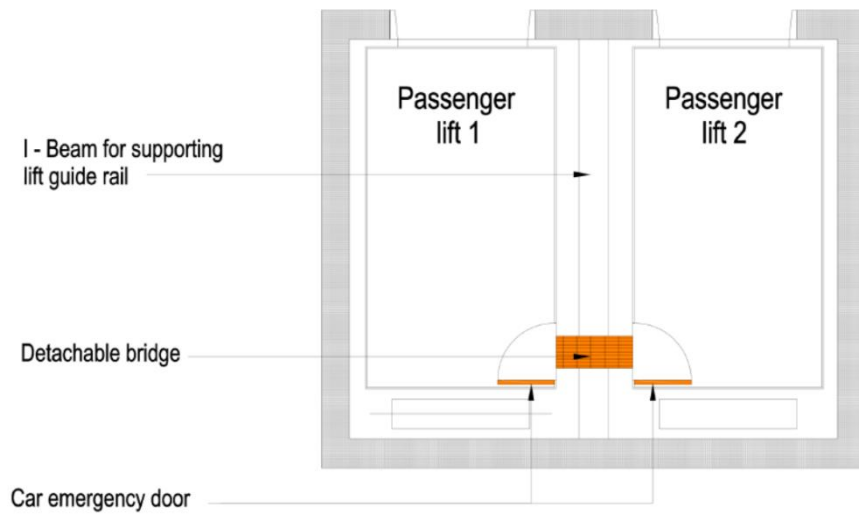 Passenger
lift 1
Passenger
lift 2
I - Beam for supporting
lift guide rail
Detachable bridge
Car emergency door